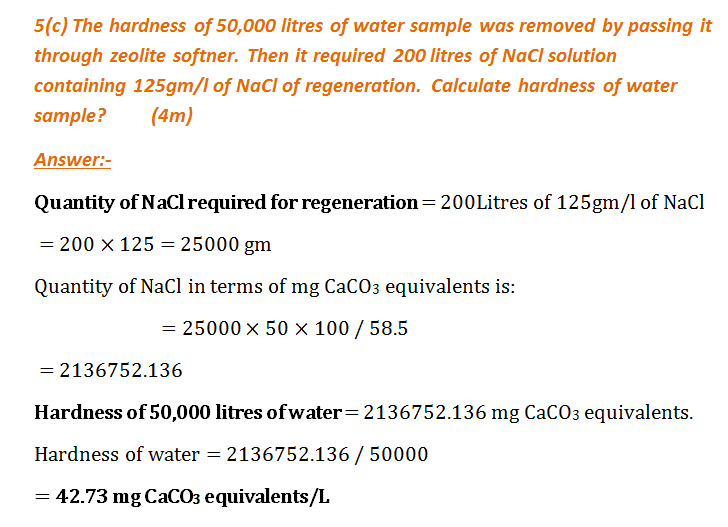 5(c) The hardness of 50,000 litres of water sample was removed by passing it
through zeolite softner. Then it required 200 litres of NaCl solution
containing 125gm/l of NaCl of regeneration. Calculate hardness of water
sample? (4m)
Answer:-
Quantity of NaCl required for regeneration = 200Litres of 125gm/l of NaCl
= 200 × 125 = 25000 gm
Quantity of NaCl in terms of mg CaCO3 equivalents is:
= 25000 × 50 × 100 / 58.5
= 2136752.136
Hardness of 50,000 litres of water = 2136752.136 mg CaCO3 equivalents.
Hardness of water = 2136752.136 / 50000
= 42.73 mg CaCO3 equivalents/L